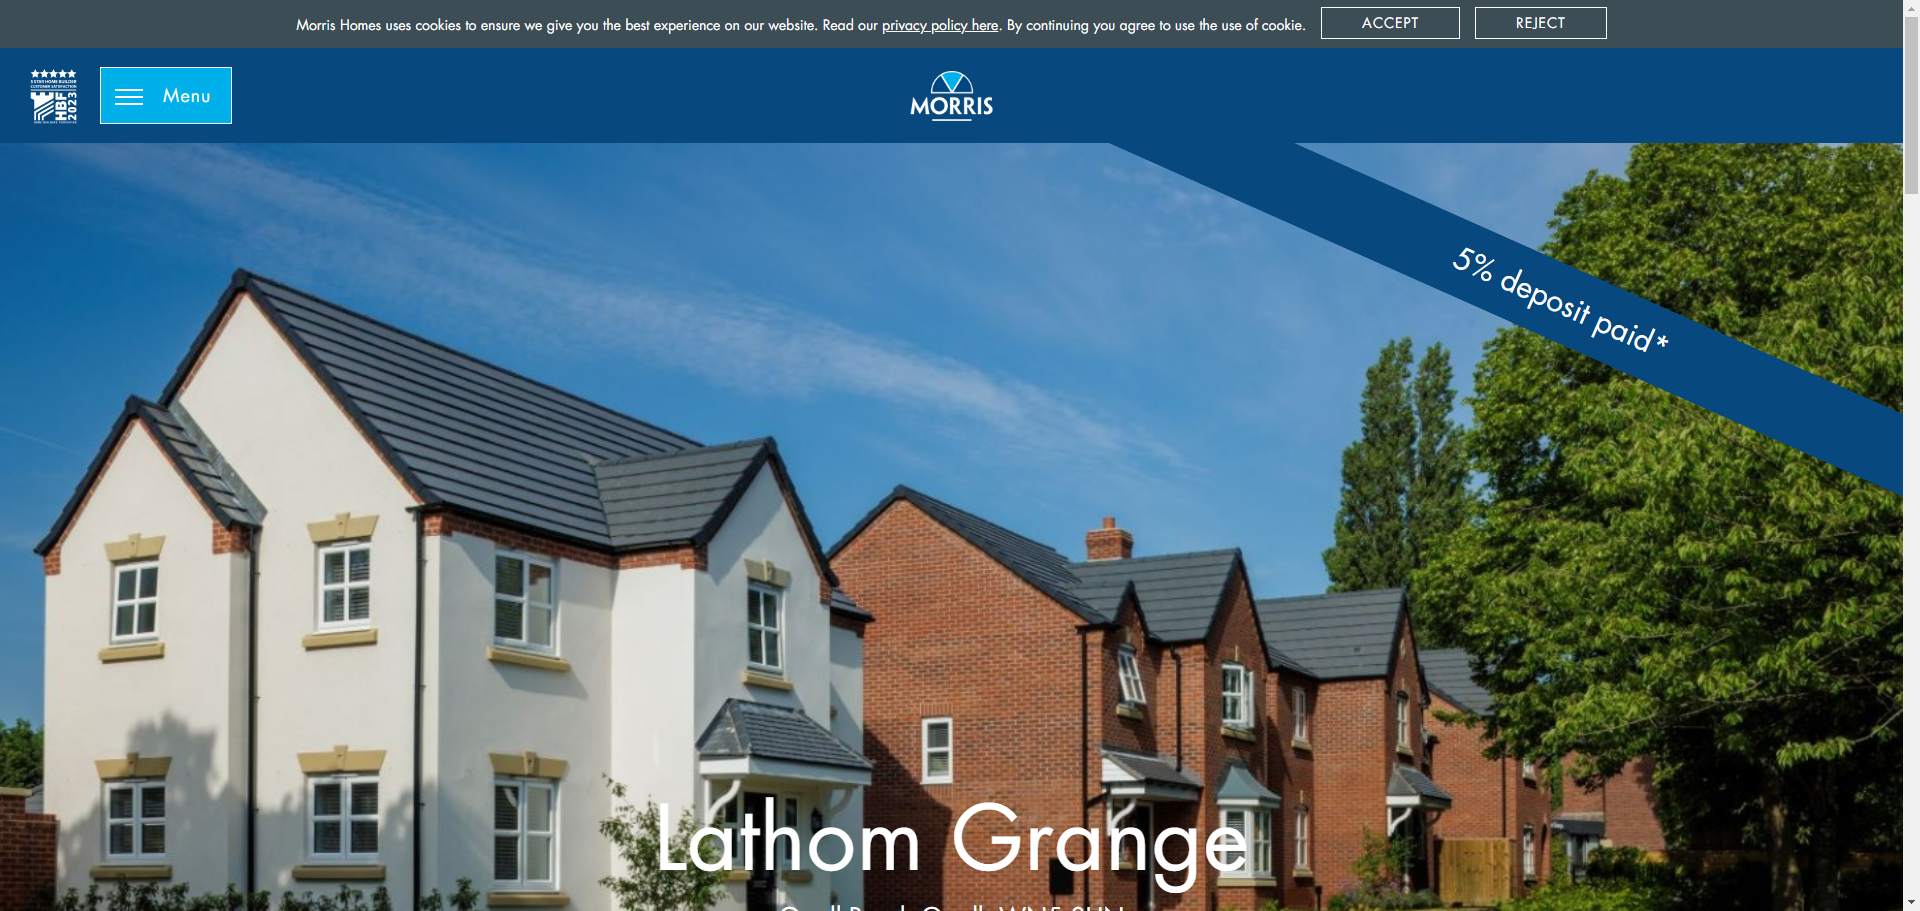 Morris Homes uses cookies to ensure we give you the best experience on our website. Read our privacy policy here. By continuing you agree to use the use of cookie.
ACCEPT
REJECT
5 STAR HOME BUILDER
CUSTOMER SATISFACTION
HBF
2023
Menu
MORRIS
5% deposit paid*
Lathom Grange